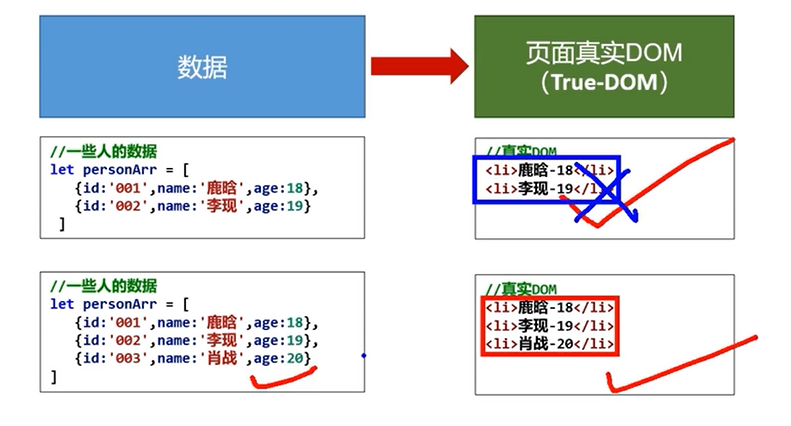 数据
页面真实DOM
（True-DOM）
//一些人的数据
let personArr = [
{id:'001',name:'鹿晗',age:18},
{id:'002',name:'李现',age:19}
]
//真实DOM
<li>鹿晗-18</li>
<li>李现-19</li>
//一些人的数据
let personArr = [
{id:'001',name:'鹿晗',age:18},
{id:'002',name:'李现',age:19},
{id:'003',name:'肖战',age:20}
]
//真实DOM
<li>鹿晗-18</li>
<li>李现-19</li>
<li>肖战-20</li>